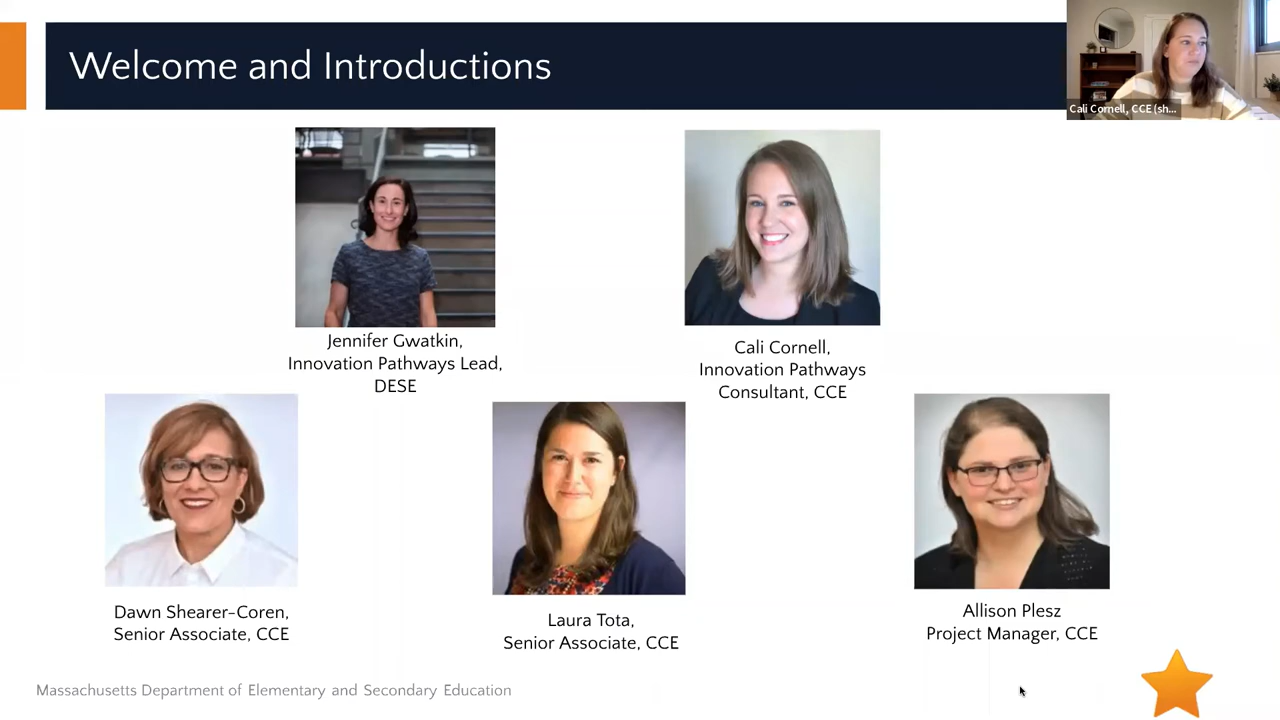 Welcome and Introductions
Cali Cornell, CCE (sh...
Jennifer Gwatkin,
Innovation Pathways Lead,
DESE
Cali Cornell,
Innovation Pathways
Consultant, CCE
Dawn Shearer-Coren,
Senior Associate, CCE
Laura Tota,
Senior Associate, CCE
Allison Plesz
Project Manager, CCE
Massachusetts Department of Elementary and Secondary Education